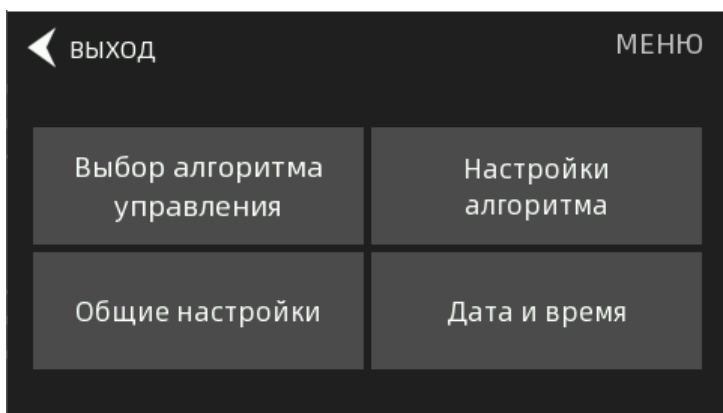 ВЫХОД
МЕНЮ
Выбор алгоритма
управления
Настройки
алгоритма
Общие настройки
Дата и время